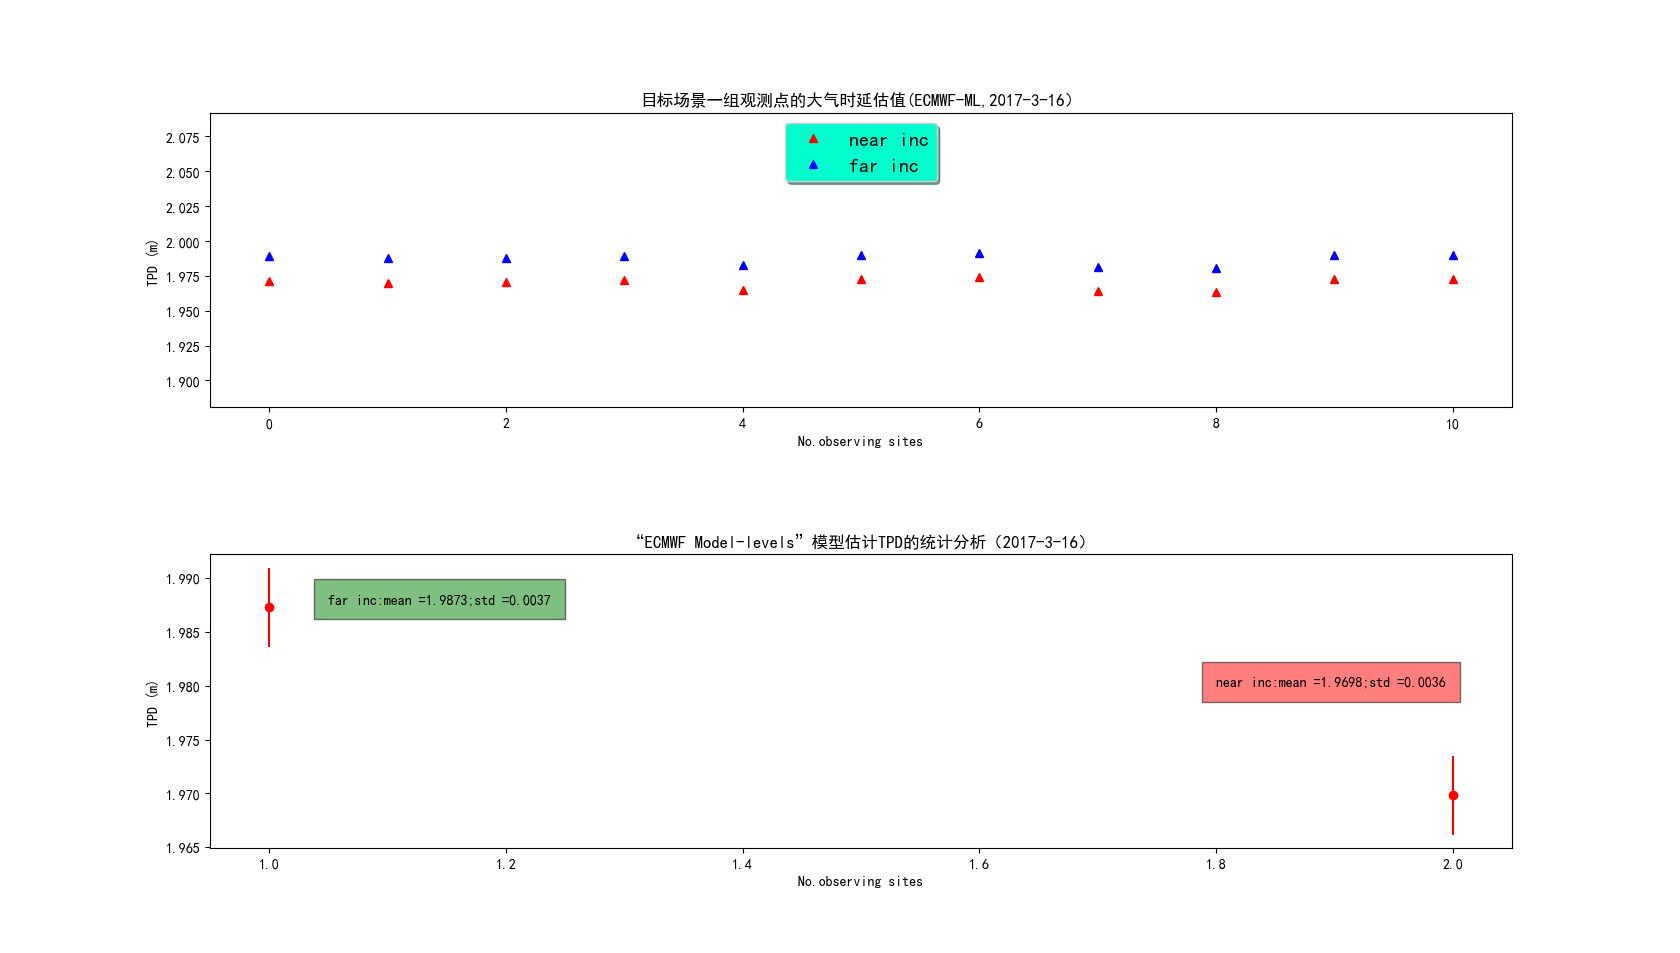 目标场景一组观测点的大气时延估值(ECMWF-ML,2017-3-16)
near inc
far inc
2.075
2.050
2.025
2.000
1.975
1.950
1.925
1.900
TPD (m)
0 2 4 6 8 10
No.observing sites
“ECMWF Model-levels”模型估计TPD的统计分析（2017-3-16）
1.990
1.985
1.980
1.975
1.970
1.965
TPD (m)
far inc:mean =1.9873;std =0.0037
near inc:mean =1.9698;std =0.0036
1.0 1.2 1.4 1.6 1.8 2.0
No.observing sites